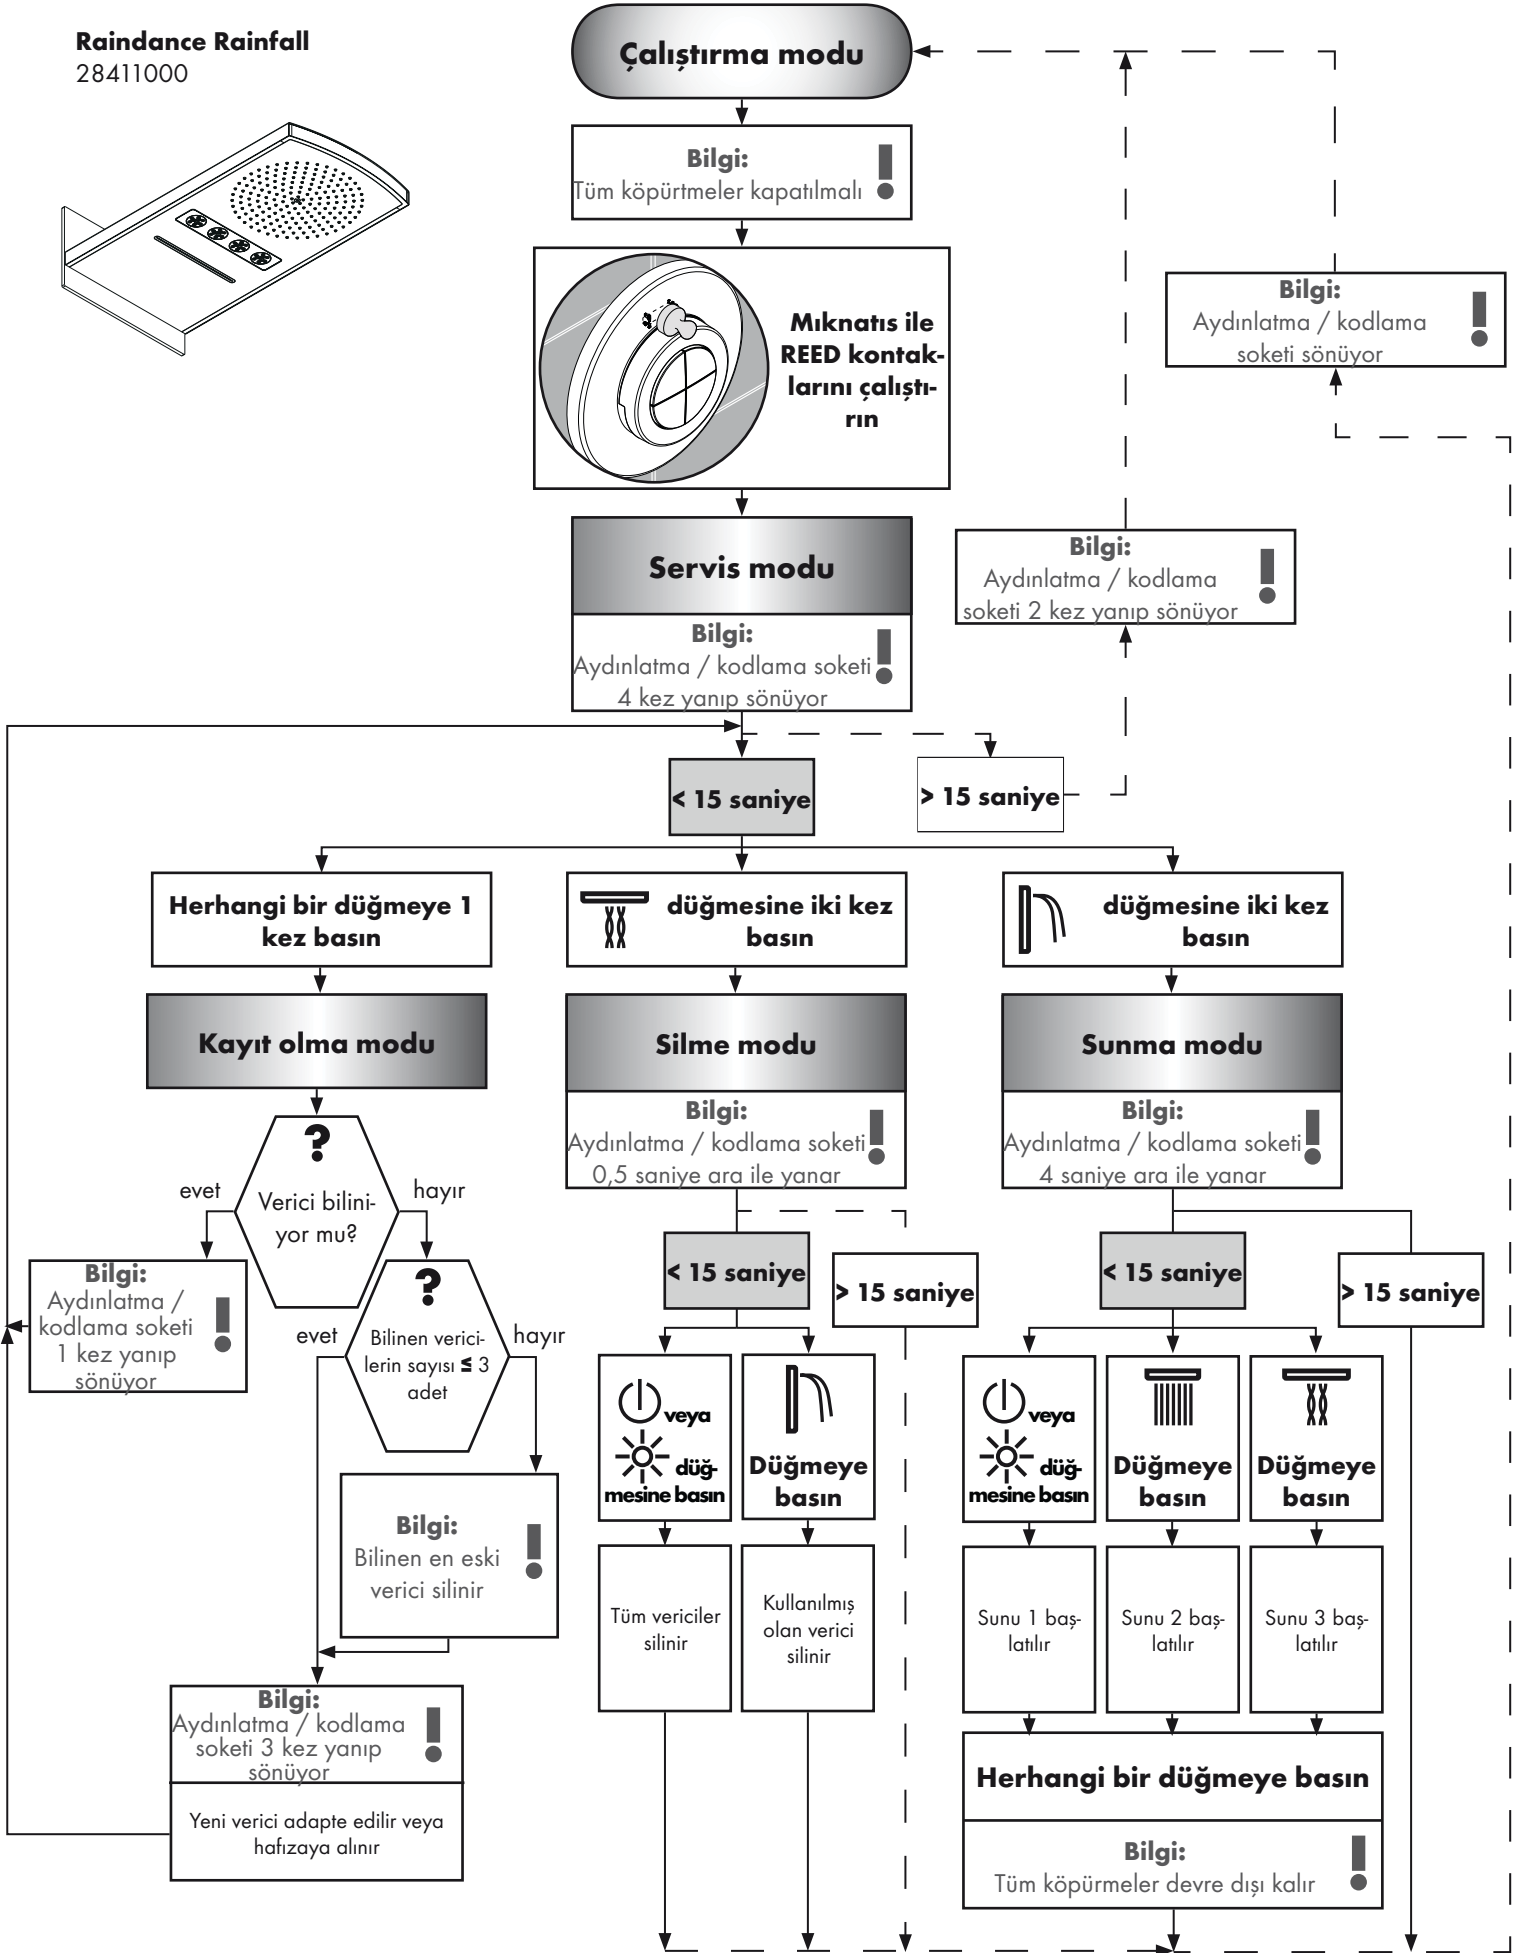 Raindance Rainfall
28411000
Çalıştırma modu
Bilgi:
Tüm köpürtmeler kapatılmalı
Mıknatıs ile
REED kontak-
larını çalıştı-
rın
Bilgi:
Aydınlatma / kodlama
soketi sönüyor
Servis modu
Bilgi:
Aydınlatma / kodlama soketi
4 kez yanıp sönüyor
Bilgi:
Aydınlatma / kodlama
soketi 2 kez yanıp sönüyor
< 15 saniye
> 15 saniye
Herhangi bir düğmeye 1
kez basın
düğmesine iki kez
basın
düğmesine iki kez
basın
Kayıt olma modu
Silme modu
Bilgi:
Aydınlatma / kodlama soketi
0,5 saniye ara ile yanar
Sunma modu
Bilgi:
Aydınlatma / kodlama soketi
4 saniye ara ile yanar
?
Verici bilini-
yor mu?
evet
hayır
Bilgi:
Aydınlatma /
kodlama soketi
1 kez yanıp
sönüyor
?
Bilinen verici-
lerin sayısı ≤ 3
adet
evet
hayır
Bilgi:
Bilinen en eski
verici silinir
Bilgi:
Aydınlatma / kodlama
soketi 3 kez yanıp
sönüyor
Yeni verici adapte edilir veya
hafızaya alınır
< 15 saniye
> 15 saniye
veya
düğ-
mesine basın
Düğmeye
basın
Tüm vericiler
silinir
Kullanılmış
olan verici
silinir
< 15 saniye
> 15 saniye
veya
düğ-
mesine basın
Düğmeye
basın
Düğmeye
basın
Sunu 1 baş-
latılır
Sunu 2 baş-
latılır
Sunu 3 baş-
latılır
Herhangi bir düğmeye basın
Bilgi:
Tüm köpürmeler devre dışı kalır